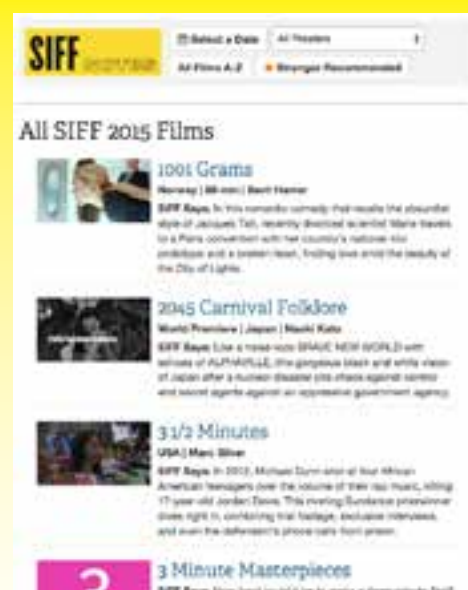 SIFF NOTES
Select a Date All Theaters
All Films A-Z Stranger Recommended
All SIFF 2015 Films
1001 Grams
Norway | 88 min | Bent Hamer
SIFF Says: In this romantic comedy that recalls the absurdist
style of Jacques Tati, recently divorced scientist Marie travels
to a Paris convention with her country's national kilo
prototype and a broken heart, finding love amid the beauty of
the City of Lights.
2045 Carnival Folklore
World Premiere | Japan | Naoki Kato
SIFF Says: Like a noise-rock BRAVE NEW WORLD with
echoes of ALPHAVILLE, this gorgeous black and white vision
of Japan after a nuclear disaster pits chaos against control
and secret agents against an oppressive government agency.
3 1/2 Minutes
USA | Marc Silver
SIFF Says: In 2012, Michael Dunn shot at four African
American teenagers over the volume of their rap music, killing
17-year-old Jordan Davis. This riveting Sundance prizewinner
dives right in, combining trial footage, exclusive interviews,
and even the defendant's phone calls from prison.
3
3 Minute Masterpieces
SIFF Says: